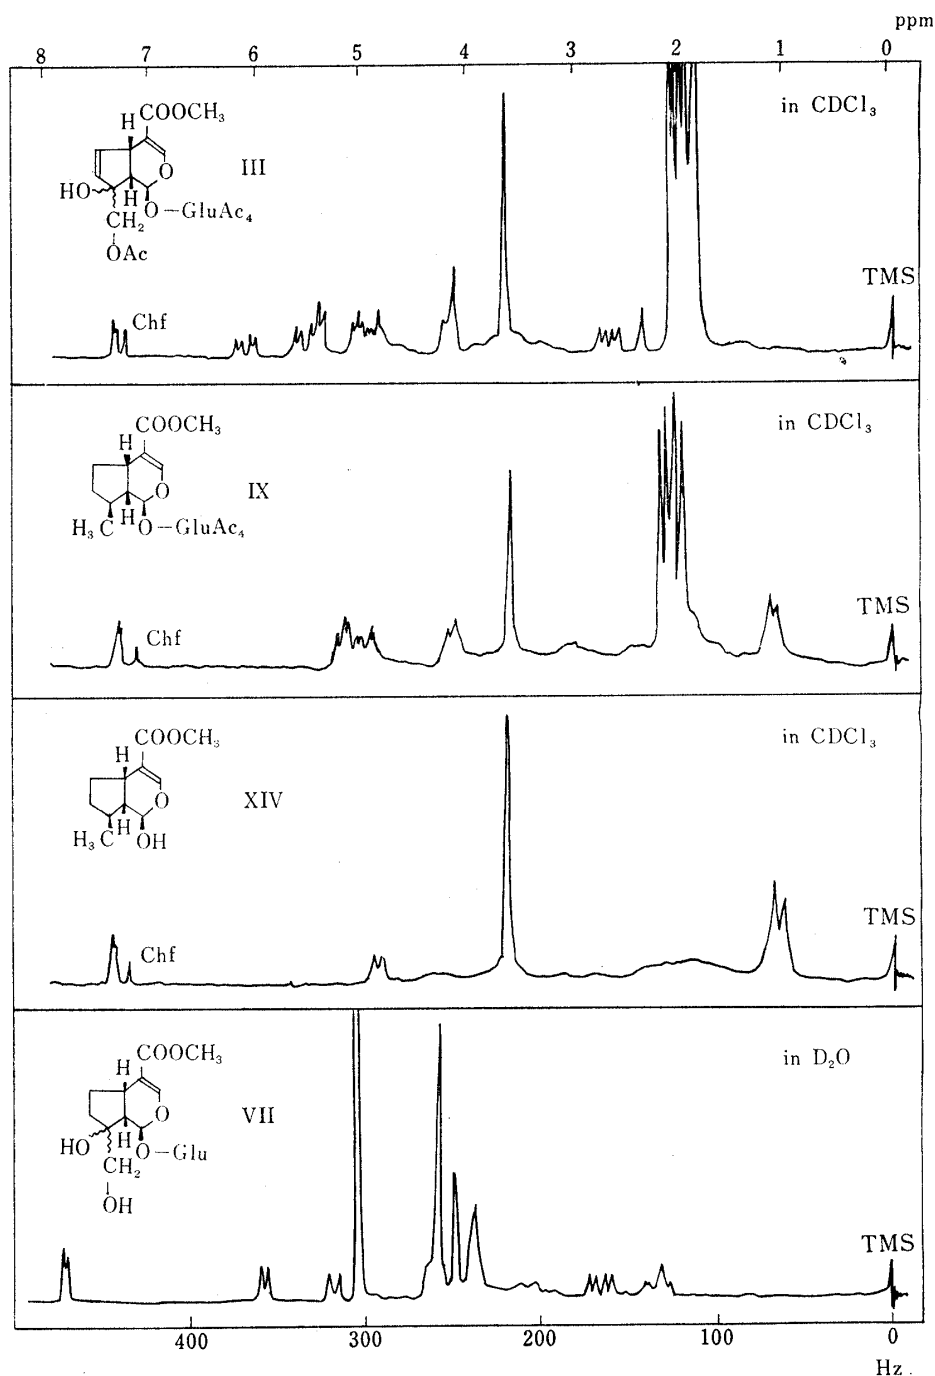 ppm
8 7 6 5 4 3 2 1 0
in CDCl₃
H COOCH₃
O
III
HO H
O—GluAc₄
CH₂
OAc
Chf
TMS
in CDCl₃
COOCH₃
H
O
IX
H₃C H O—GluAc₄
Chf
TMS
in CDCl₃
COOCH₃
H
O
XIV
H₃C H OH
Chf
TMS
in D₂O
COOCH₃
H
O
VII
HO H O—Glu
CH₂
OH
TMS
400 300 200 100 0
Hz